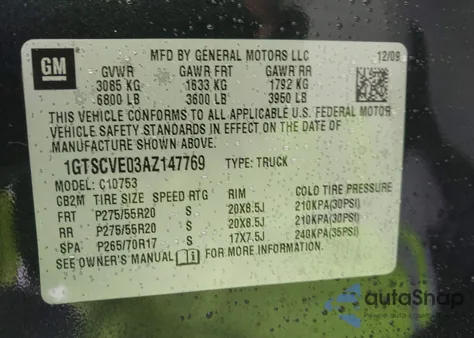 GM
MFD BY GENERAL MOTORS LLC 12/09
GVWR GAWR FRT GAWR RR
3085 KG 1633 KG 1792 KG
6800 LB 3600 LB 3950 LB
THIS VEHICLE CONFORMS TO ALL APPLICABLE U.S. FEDERAL MOTOR
VEHICLE SAFETY STANDARDS IN EFFECT ON THE DATE OF
MANUFACTURE SHOWN ABOVE.
1GTSCVE03AZ147769 TYPE: TRUCK
MODEL: C10753
GB2M TIRE SIZE SPEED RTG RIM COLD TIRE PRESSURE
FRT P275/55R20 S 20X8.5J 210KPA(30PSI)
RR P275/55R20 S 20X8.5J 210KPA(30PSI)
SPA P265/70R17 S 17X7.5J 240KPA(35PSI)
SEE OWNER'S MANUAL FOR MORE INFORMATION.
autaSnap